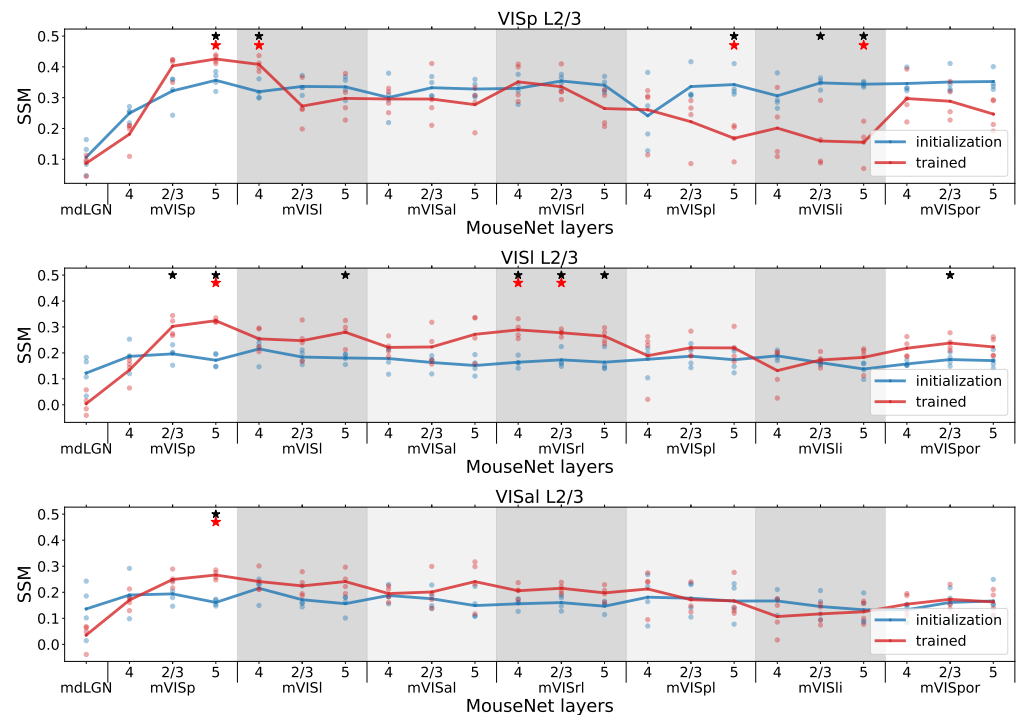 VISp L2/3
0.5
0.4
0.3
0.2
0.1
SSM
initialization
trained
4 2/3 5 4 2/3 5 4 2/3 5 4 2/3 5 4 2/3 5 4 2/3 5 4 2/3 5
mdLGN mVISp mVISl mVISal mVISrl mVISpl mVISli mVISpor
MouseNet layers
VISl L2/3
0.5
0.4
0.3
0.2
0.1
0.0
SSM
initialization
trained
4 2/3 5 4 2/3 5 4 2/3 5 4 2/3 5 4 2/3 5 4 2/3 5 4 2/3 5
mdLGN mVISp mVISl mVISal mVISrl mVISpl mVISli mVISpor
MouseNet layers
VISal L2/3
0.5
0.4
0.3
0.2
0.1
0.0
SSM
initialization
trained
4 2/3 5 4 2/3 5 4 2/3 5 4 2/3 5 4 2/3 5 4 2/3 5 4 2/3 5
mdLGN mVISp mVISl mVISal mVISrl mVISpl mVISli mVISpor
MouseNet layers